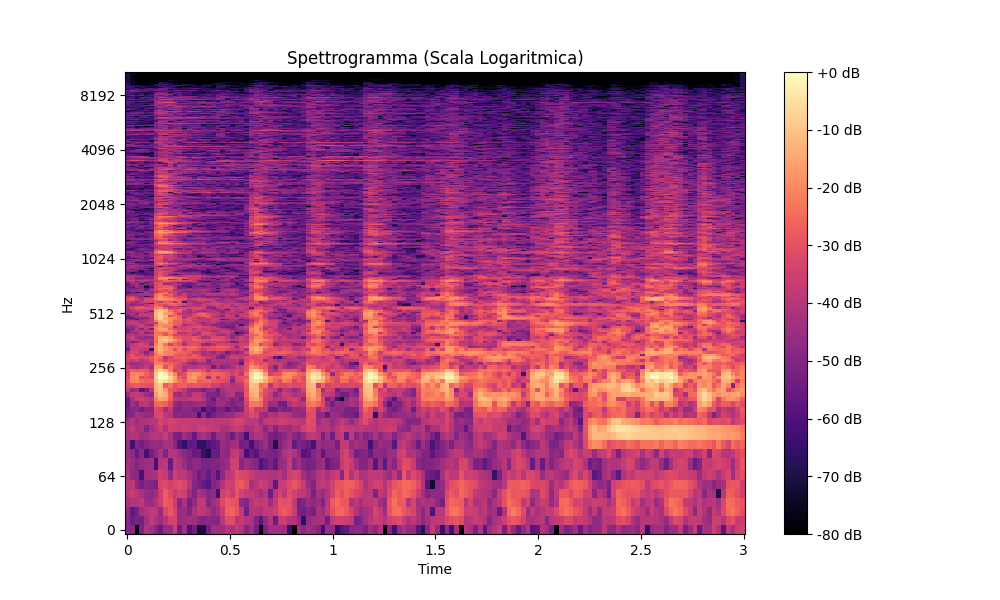 Spettrogramma (Scala Logaritmica)
Hz
8192
4096
2048
1024
512
256
128
64
0
0
0.5
1
1.5
2
2.5
3
Time
+0 dB
-10 dB
-20 dB
-30 dB
-40 dB
-50 dB
-60 dB
-70 dB
-80 dB